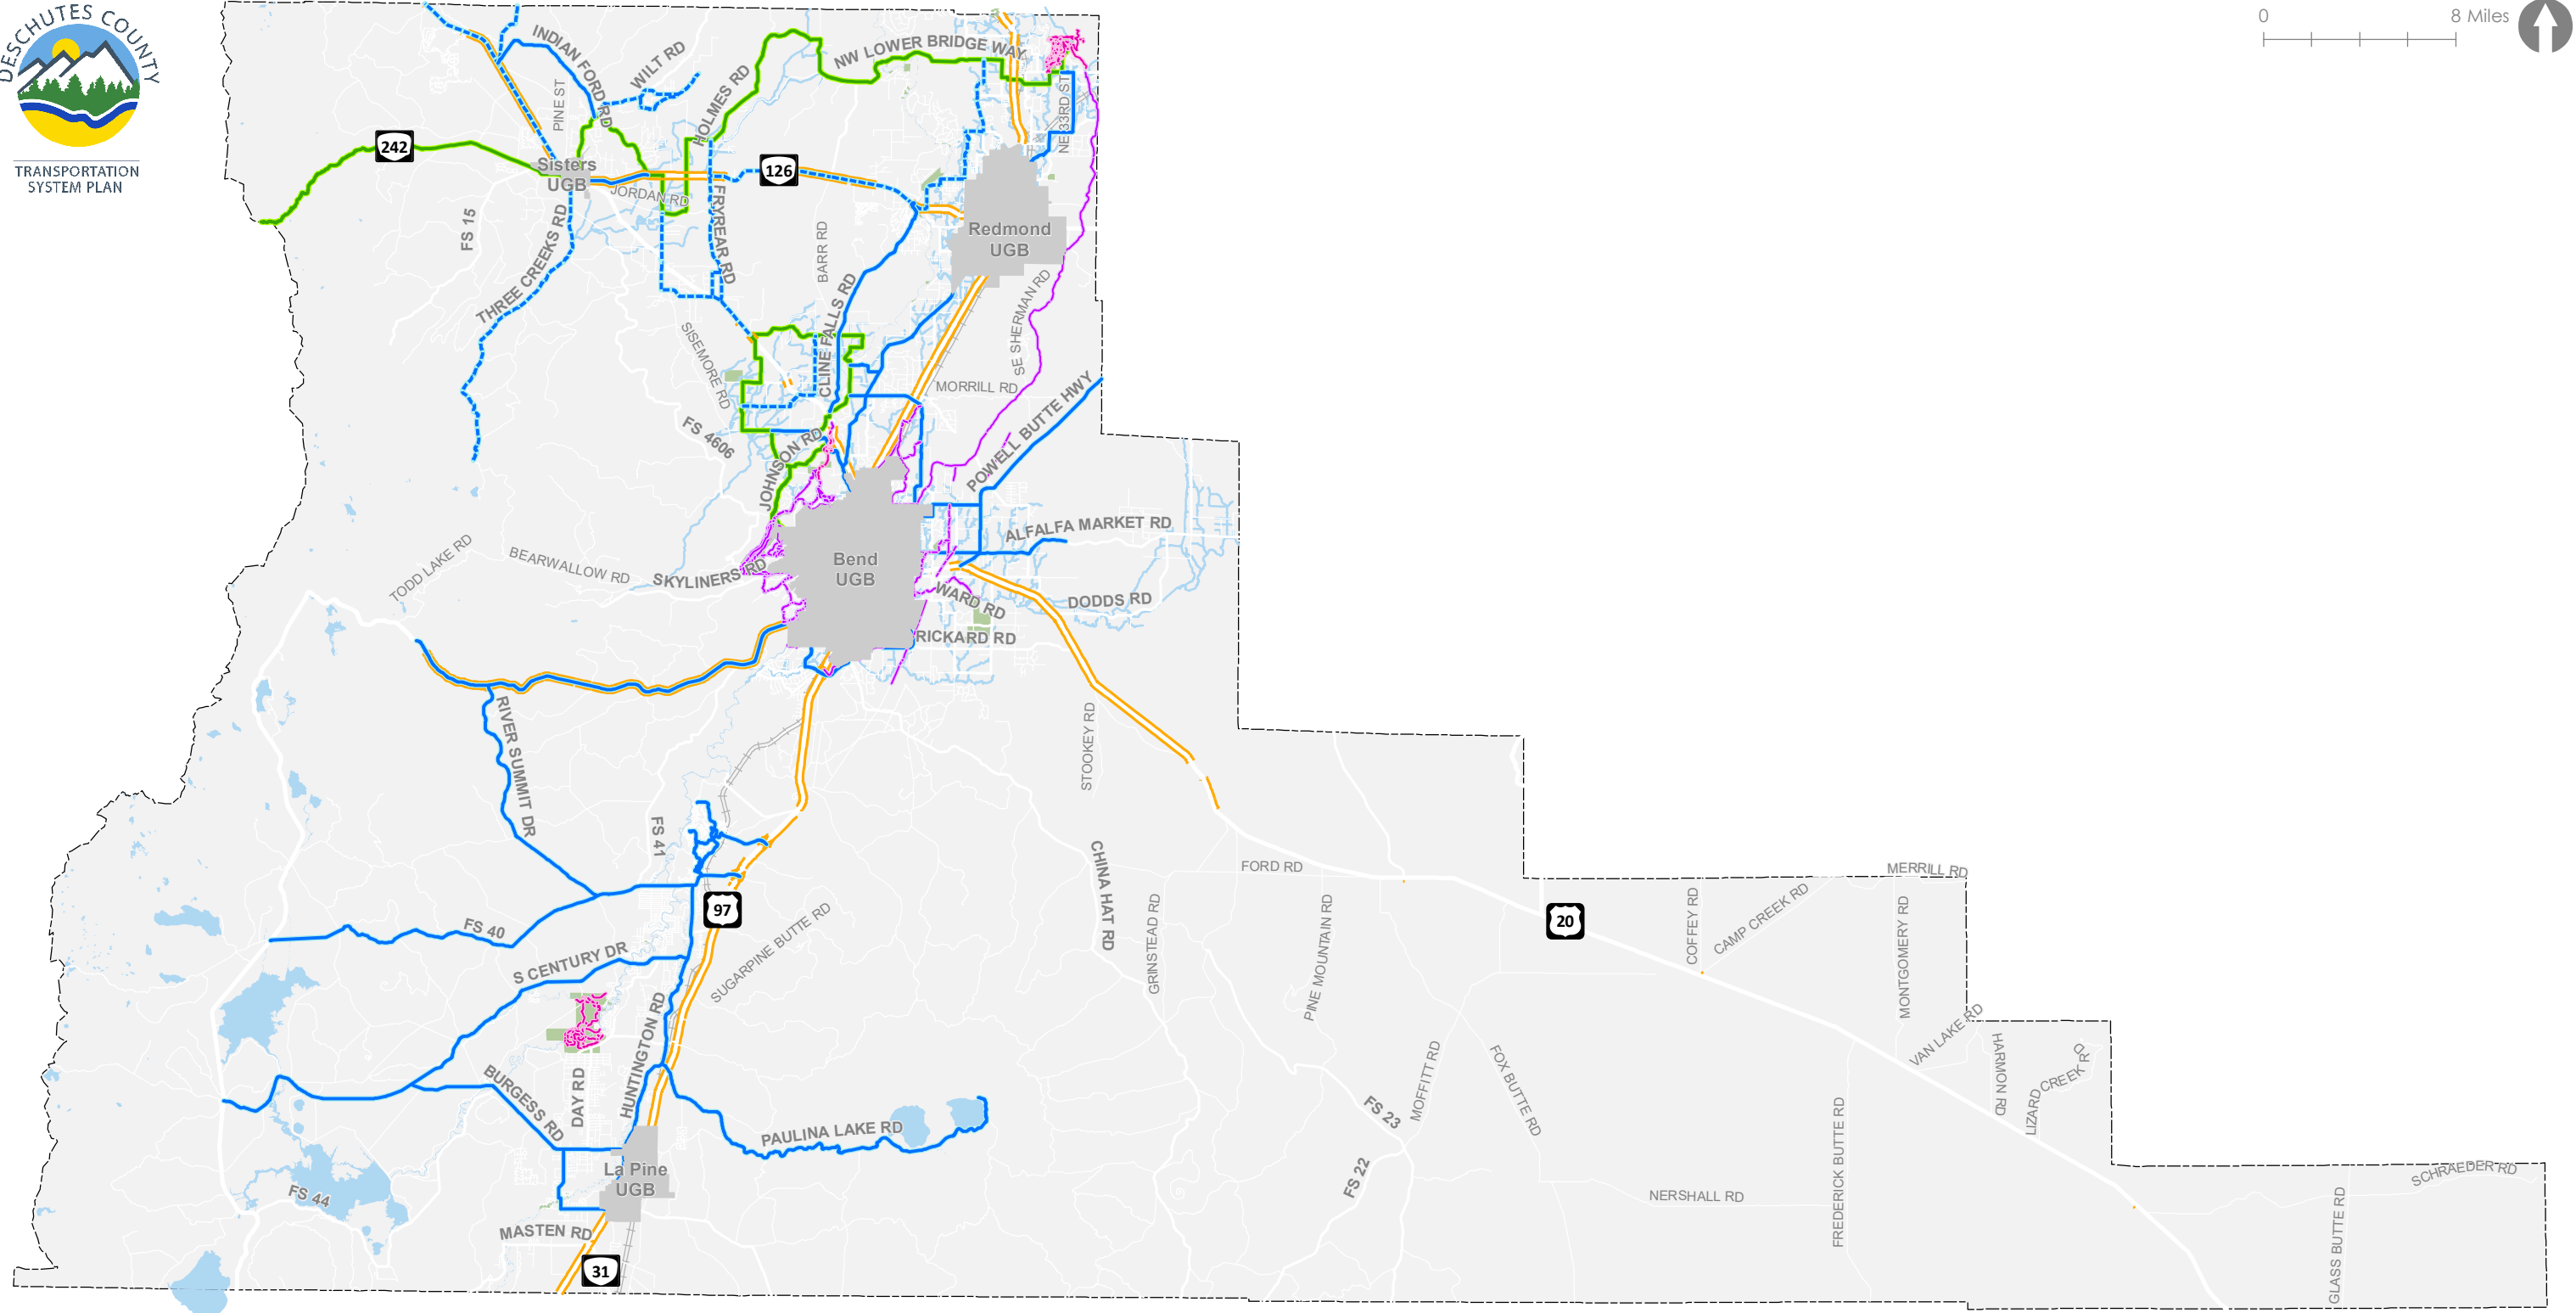 DESCHUTES COUNTY
TRANSPORTATION
SYSTEM PLAN
0 8 Miles
INDIAN FORD RD
WILT RD
PINE ST
HOLMES RD
NW LOWER BRIDGE WAY
NE 33RD ST
242
Sisters
UGB
126
JORDAN RD
FRYREAR RD
FS 15
THREE CREEKS RD
BARR RD
Redmond
UGB
CLINE FALLS RD
SE SHERMAN RD
SISEMORE RD
MORRILL RD
POWELL BUTTE HWY
FS 4606
JOHNSON RD
ALFALFA MARKET RD
TODD LAKE RD
BEARWALLOW RD
SKYLINERS RD
Bend
UGB
WARD RD
DODDS RD
RICKARD RD
RIVER SUMMIT DR
STOOKEY RD
FS 41
CHINA HAT RD
FORD RD
MERRILL RD
97
20
FS 40
SUGARPINE BUTTE RD
GRINSTEAD RD
PINE MOUNTAIN RD
COFFEY RD
CAMP CREEK RD
MONTGOMERY RD
S CENTURY DR
HUNTINGTON RD
VAN LAKE RD
HARMON RD
LIZARD CREEK RD
BURGESS RD
DAY RD
PAULINA LAKE RD
FS 23
MOFFITT RD
FOX BUTTE RD
FREDERICK BUTTE RD
La Pine
UGB
FS 22
NERSHALL RD
SCHRAEDER RD
FS 44
MASTEN RD
GLASS BUTTE RD
31